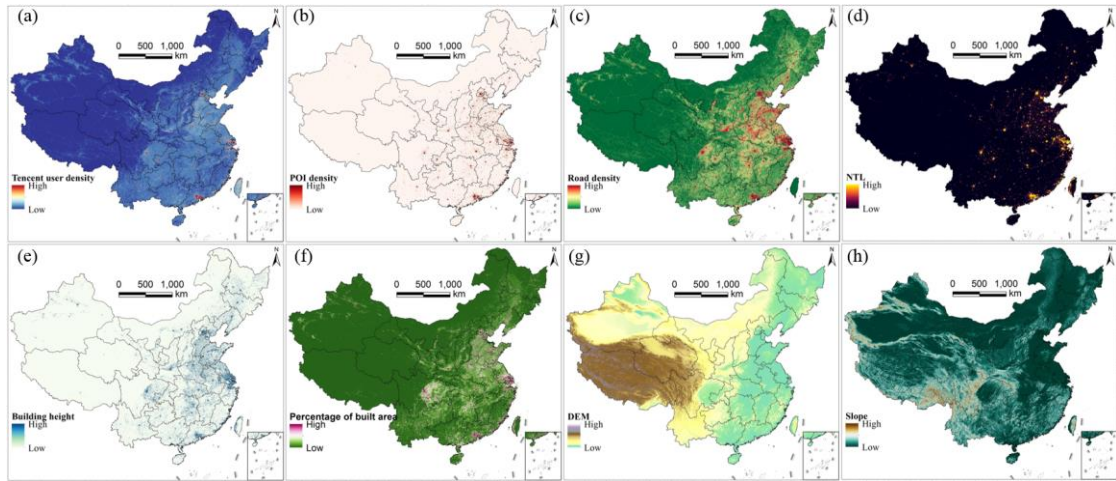 (a)
N
0 500 1,000
km
Tencent user density
High
Low
(b)
N
0 500 1,000
km
POI density
High
Low
(c)
N
0 500 1,000
km
Road density
High
Low
(d)
N
0 500 1,000
km
NTL
High
Low
(e)
N
0 500 1,000
km
Building height
High
Low
(f)
N
0 500 1,000
km
Percentage of built area
High
Low
(g)
N
0 500 1,000
km
DEM
High
Low
(h)
N
0 500 1,000
km
Slope
High
Low